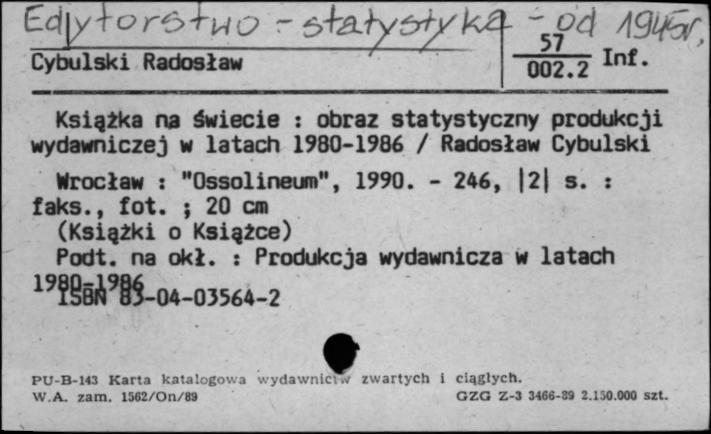 Edytorstwo - statystyka - od 1945r,
57
002.2 Inf.
Cybulski Radosław
Książka na świecie : obraz statystyczny produkcji
wydawniczej w latach 1980-1986 / Radosław Cybulski
Wrocław : "Ossolineum", 1990. - 246, |2| s. :
faks., fot. ; 20 cm
(Książki o Książce)
Podt. na okł. : Produkcja wydawnicza w latach
1980-1986
ISBN 83-04-03564-2
PU-B-143 Karta katalogowa wydawnictw zwartych i ciągłych.
W.A. zam. 1562/On/89 GZG Z-3 3466-89 2.150.000 szt.